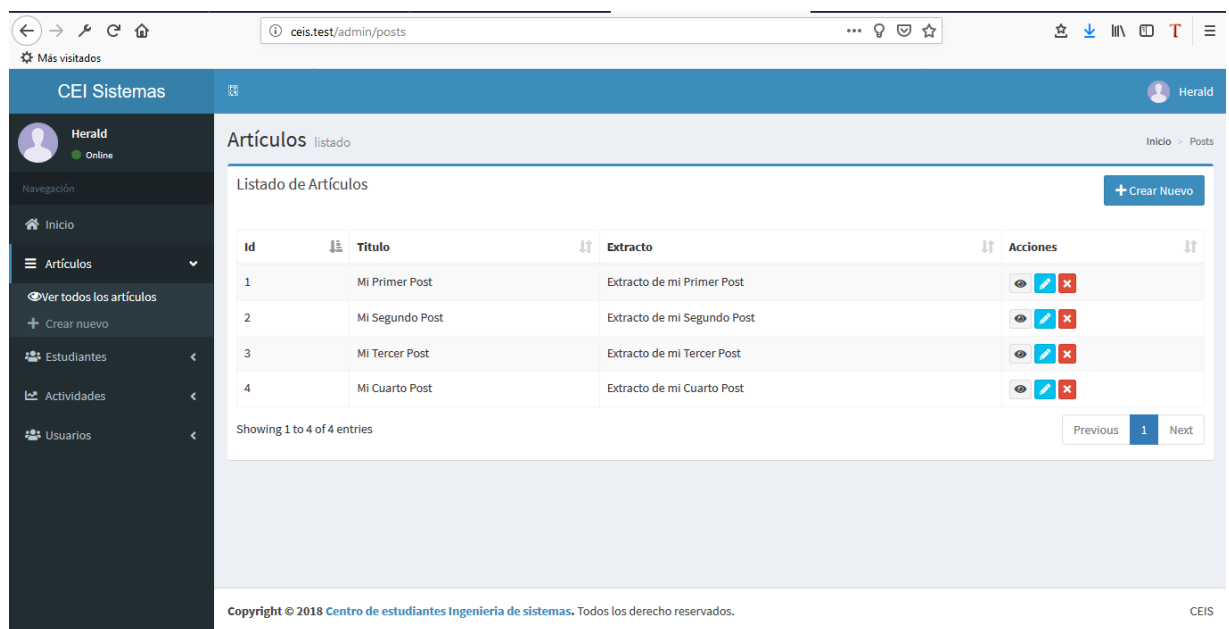 ceis.test/admin/posts
Más visitados
CEI Sistemas
Herald
Herald
Online
Navegación
Inicio
Artículos
Ver todos los artículos
Crear nuevo
Estudiantes
Actividades
Usuarios
Artículos listado
Inicio > Posts
Listado de Artículos
Crear Nuevo
Id Titulo Extracto Acciones
1 Mi Primer Post Extracto de mi Primer Post
2 Mi Segundo Post Extracto de mi Segundo Post
3 Mi Tercer Post Extracto de mi Tercer Post
4 Mi Cuarto Post Extracto de mi Cuarto Post
Showing 1 to 4 of 4 entries
Previous 1 Next
Copyright © 2018 Centro de estudiantes Ingenieria de sistemas. Todos los derecho reservados.
CEIS